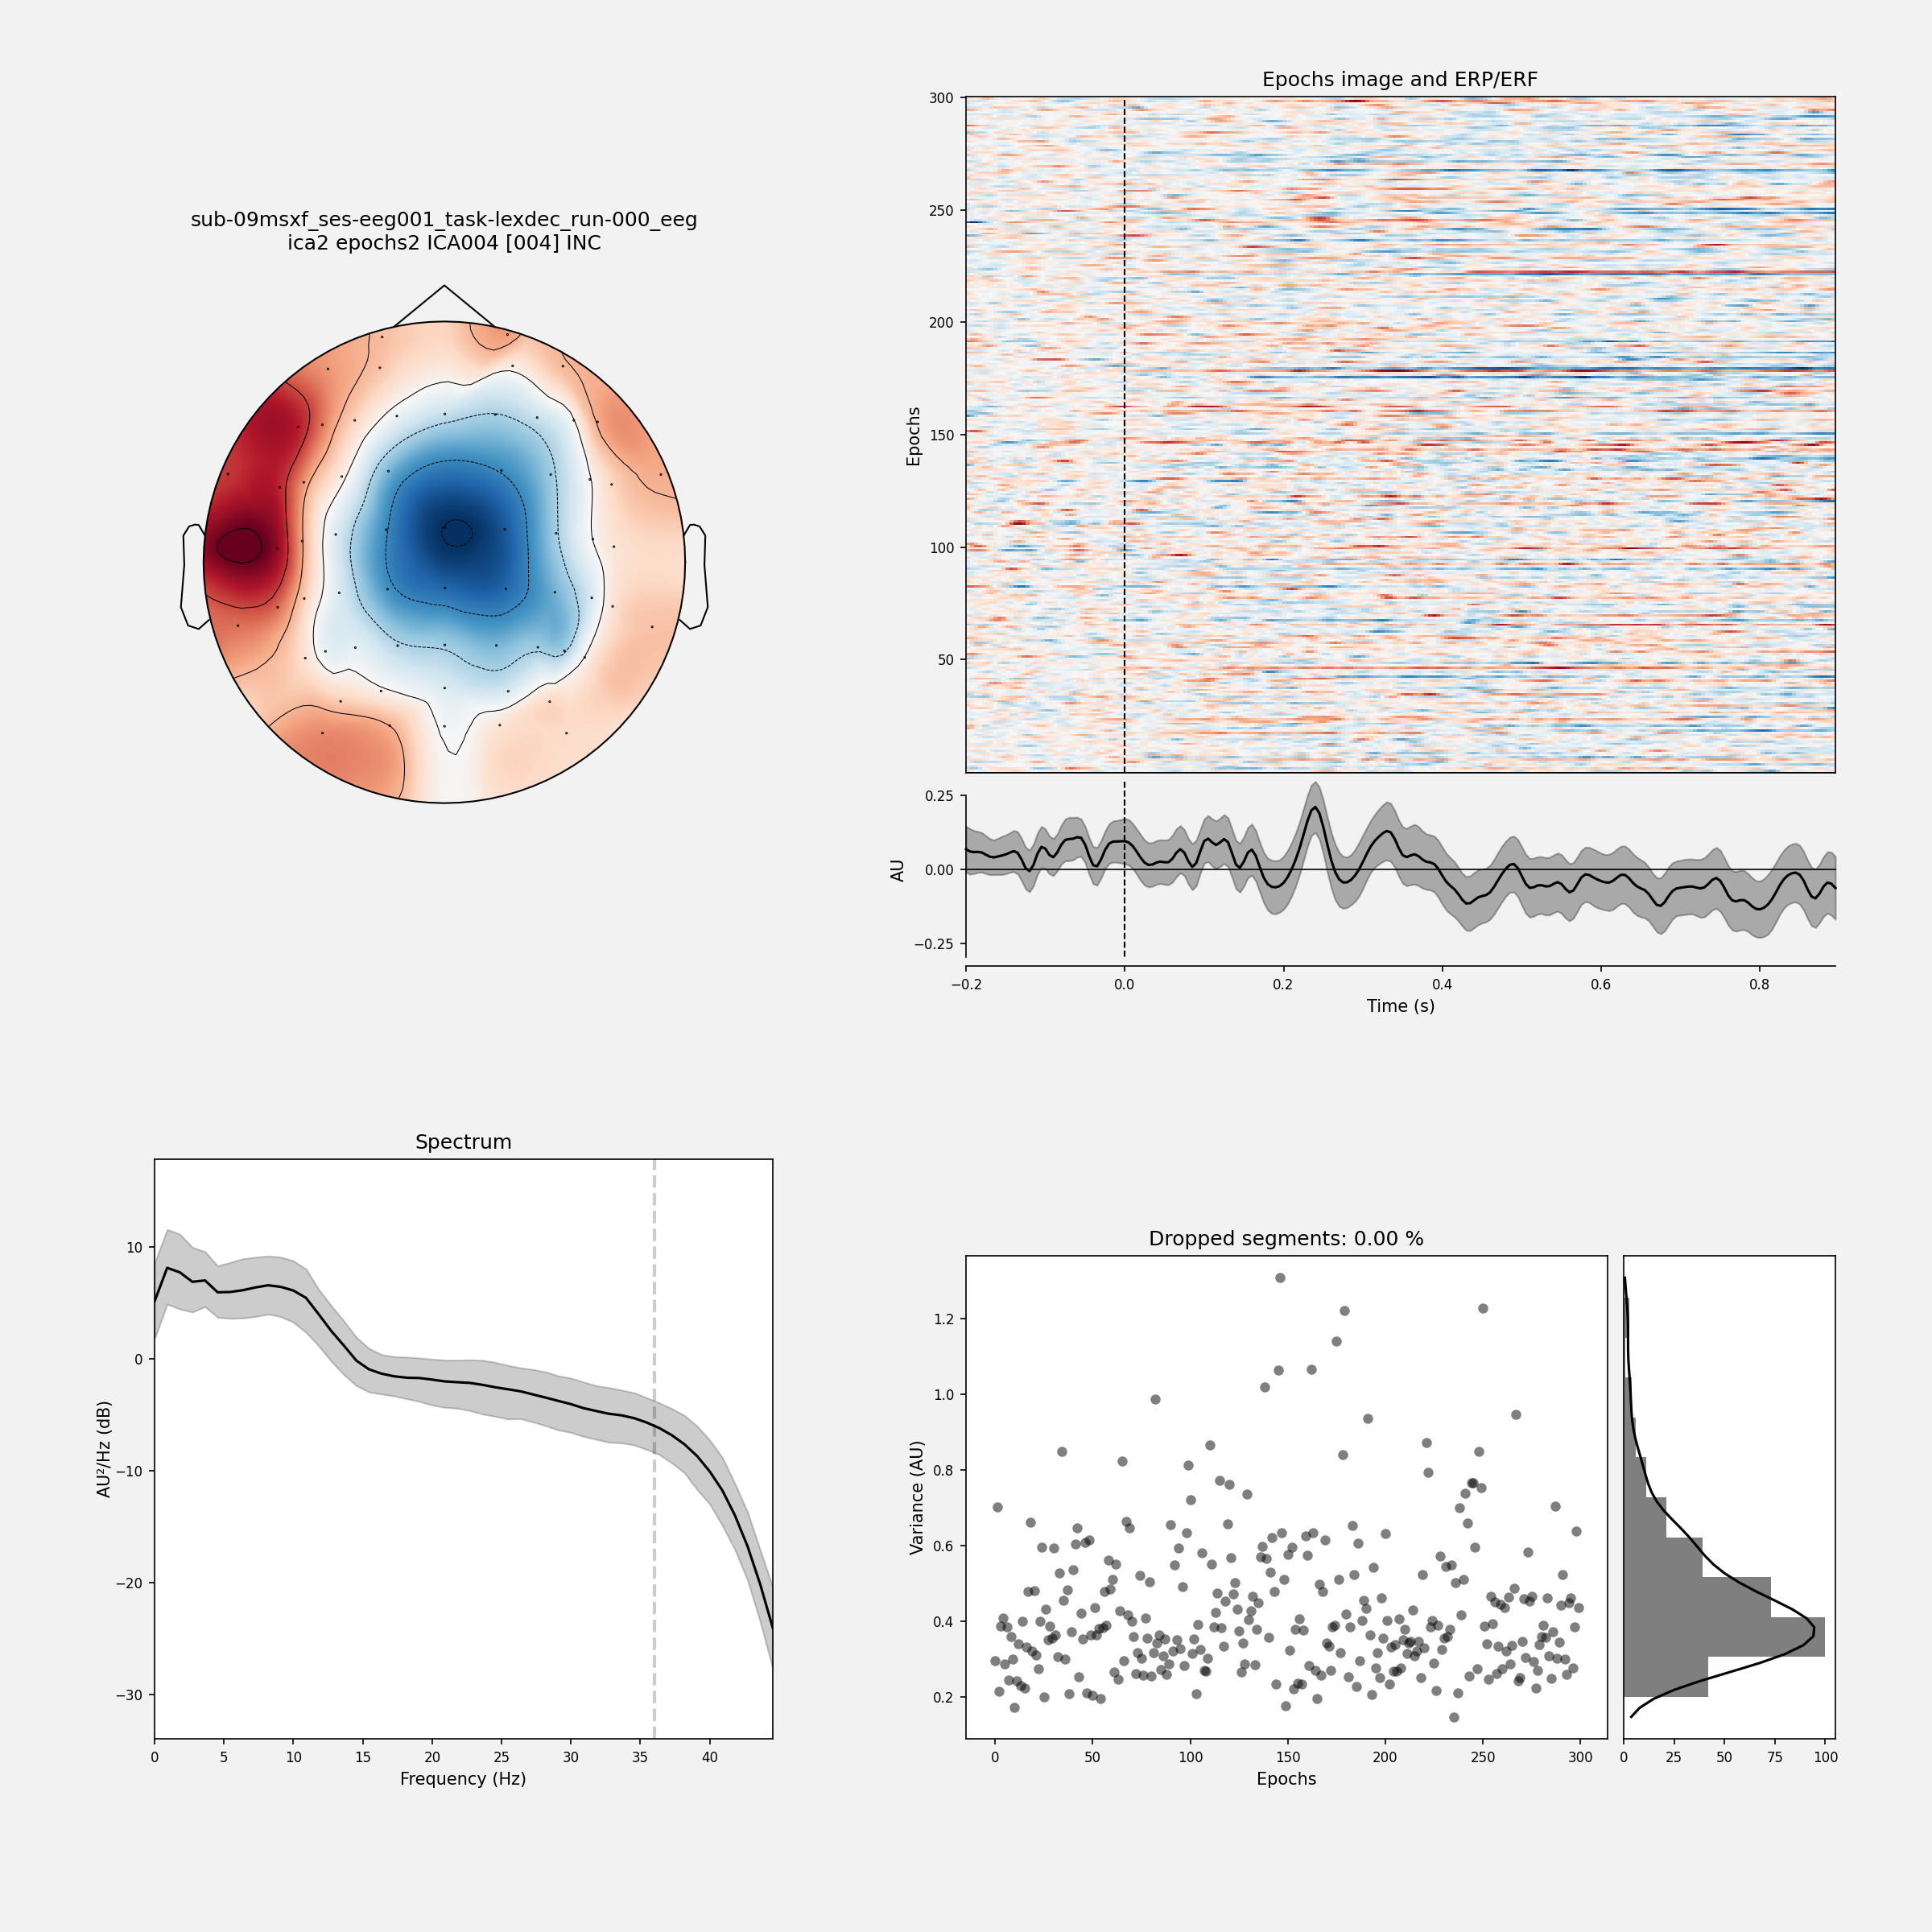 sub-09msxf_ses-eeg001_task-lexdec_run-000_eeg
ica2 epochs2 ICA004 [004] INC
Epochs image and ERP/ERF
300
250
200
150
100
50
Epochs
0.25
0.00
−0.25
AU
−0.2 0.0 0.2 0.4 0.6 0.8
Time (s)
Spectrum
10
0
−10
−20
−30
AU²/Hz (dB)
0 5 10 15 20 25 30 35 40
Frequency (Hz)
Dropped segments: 0.00 %
1.2
1.0
0.8
0.6
0.4
0.2
Variance (AU)
0 50 100 150 200 250 300
Epochs
0 25 50 75 100